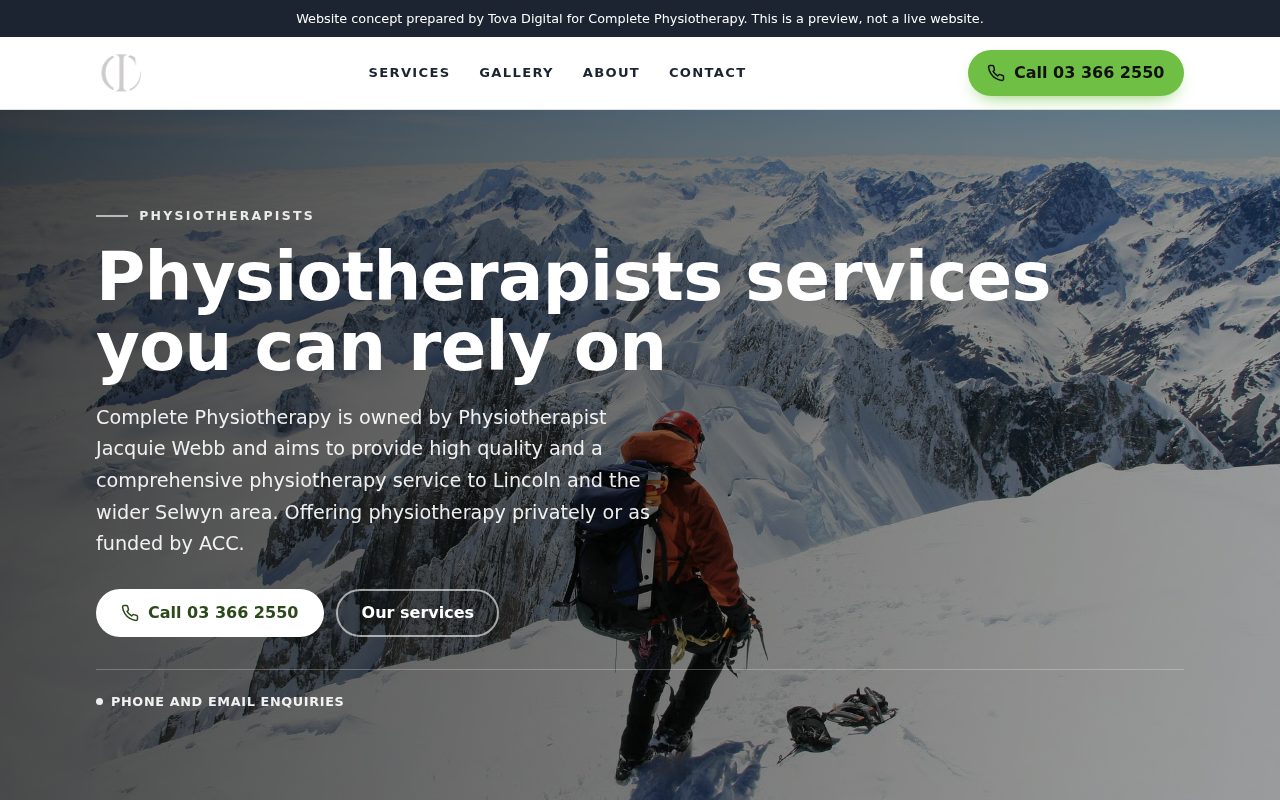 Website concept prepared by Tova Digital for Complete Physiotherapy. This is a preview, not a live website.
SERVICES GALLERY ABOUT CONTACT
Call 03 366 2550
PHYSIOTHERAPISTS
Physiotherapists services
you can rely on
Complete Physiotherapy is owned by Physiotherapist
Jacquie Webb and aims to provide high quality and a
comprehensive physiotherapy service to Lincoln and the
wider Selwyn area. Offering physiotherapy privately or as
funded by ACC.
Call 03 366 2550
Our services
PHONE AND EMAIL ENQUIRIES